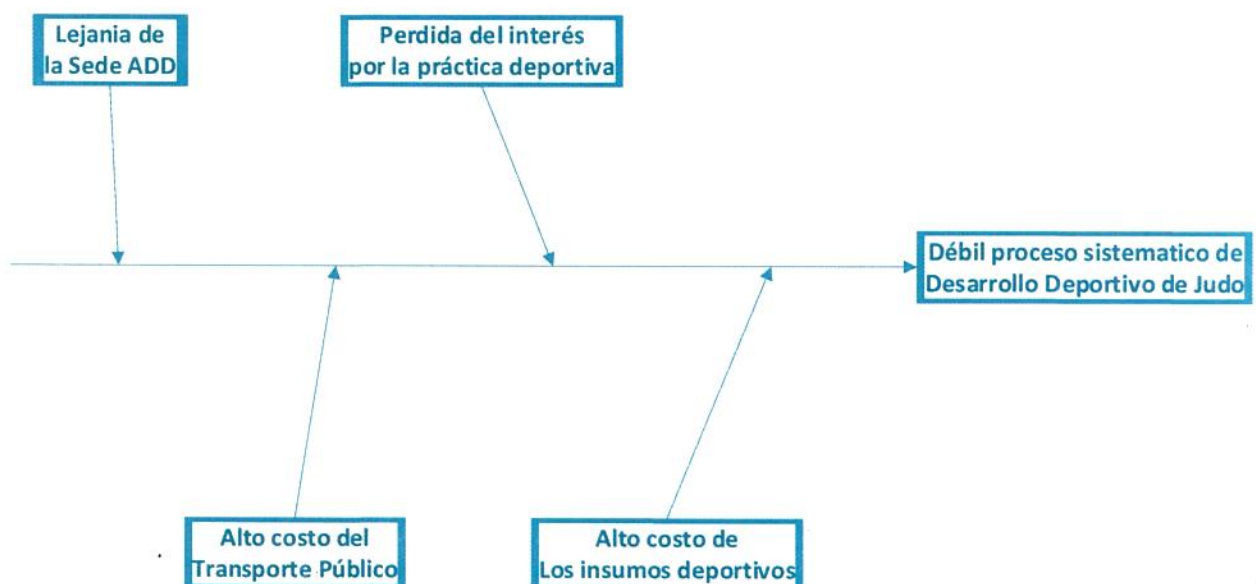 Lejania de
la Sede ADD
Perdida del interés
por la práctica deportiva
Débil proceso sistematico de
Desarrollo Deportivo de Judo
Alto costo del
Transporte Público
Alto costo de
Los insumos deportivos